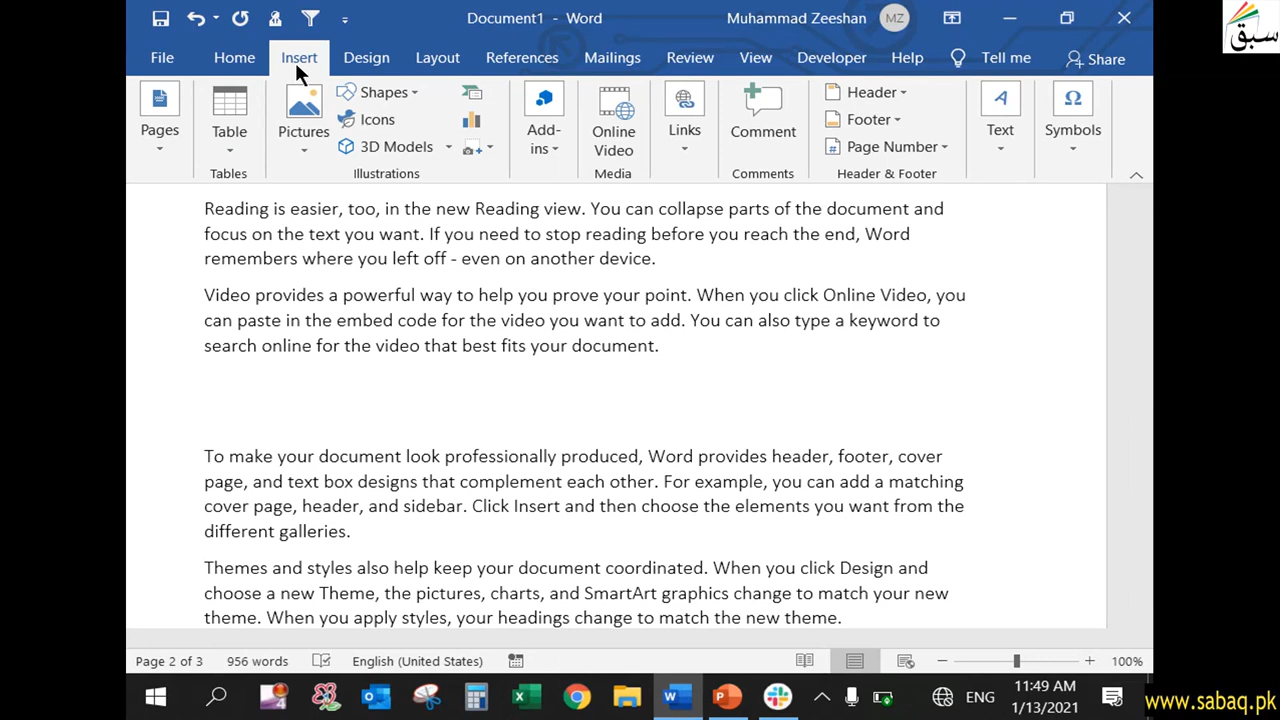 Document1 - Word
Muhammad Zeeshan
MZ
سبق
File Home Insert Design Layout References Mailings Review View Developer Help Tell me Share
Pages
Table
Tables
Pictures
Shapes
Icons
3D Models
Illustrations
Add-
ins
Online
Video
Media
Links
Comment
Comments
Header
Footer
Page Number
Header & Footer
Text
Symbols
Reading is easier, too, in the new Reading view. You can collapse parts of the document and
focus on the text you want. If you need to stop reading before you reach the end, Word
remembers where you left off - even on another device.
Video provides a powerful way to help you prove your point. When you click Online Video, you
can paste in the embed code for the video you want to add. You can also type a keyword to
search online for the video that best fits your document.
To make your document look professionally produced, Word provides header, footer, cover
page, and text box designs that complement each other. For example, you can add a matching
cover page, header, and sidebar. Click Insert and then choose the elements you want from the
different galleries.
Themes and styles also help keep your document coordinated. When you click Design and
choose a new Theme, the pictures, charts, and SmartArt graphics change to match your new
theme. When you apply styles, your headings change to match the new theme.
Page 2 of 3 956 words English (United States) 100%
ENG
11:49 AM
1/13/2021
www.sabaq.pk